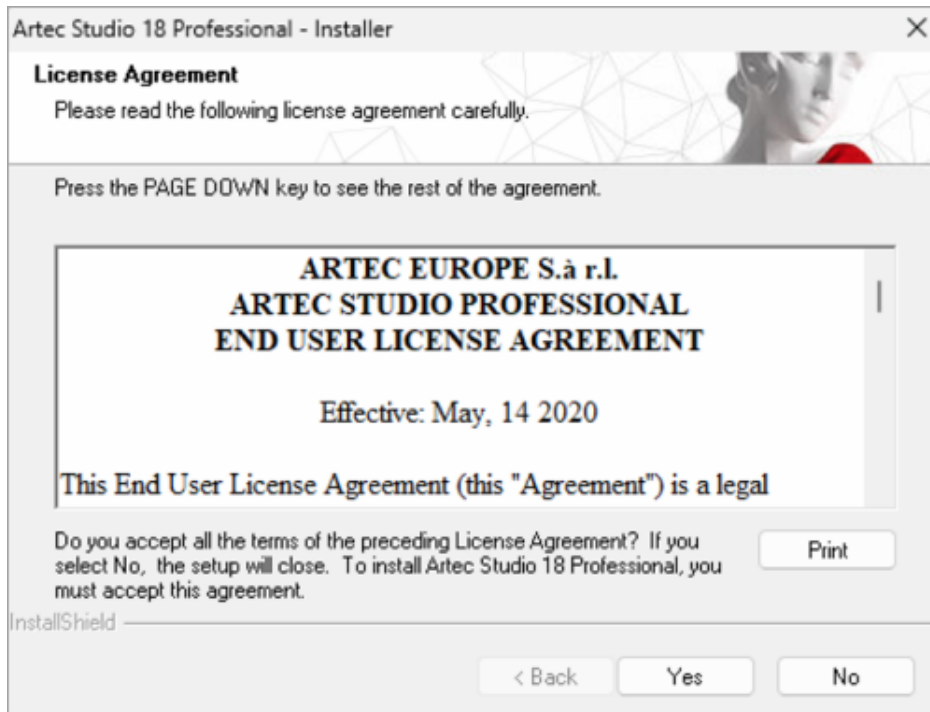 Artec Studio 18 Professional - Installer
License Agreement
Please read the following license agreement carefully.
Press the PAGE DOWN key to see the rest of the agreement.
ARTEC EUROPE S.à r.l.
ARTEC STUDIO PROFESSIONAL
END USER LICENSE AGREEMENT
Effective: May, 14 2020
This End User License Agreement (this "Agreement") is a legal
Do you accept all the terms of the preceding License Agreement? If you
select No, the setup will close. To install Artec Studio 18 Professional, you
must accept this agreement.
Print
InstallShield
< Back
Yes
No